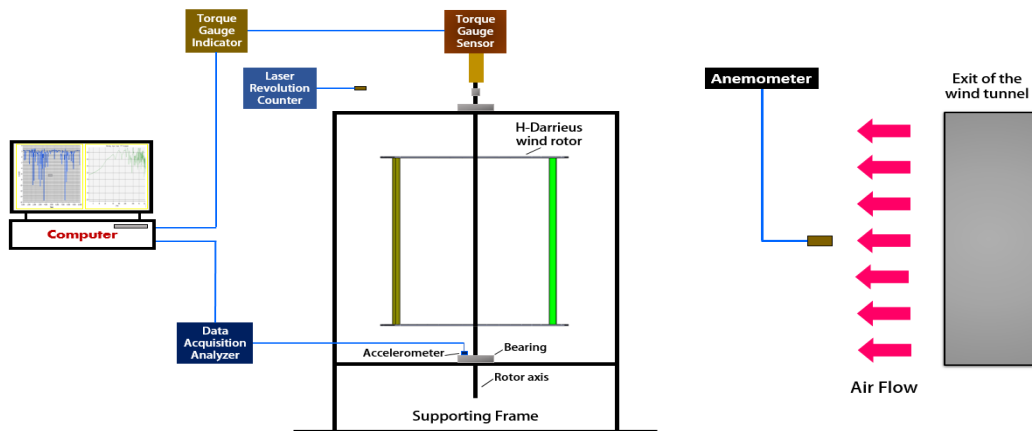 Torque
Gauge
Indicator
Torque
Gauge
Sensor
Laser
Revolution
Counter
Anemometer
Exit of the
wind tunnel
H-Darrieus
wind rotor
Computer
Data
Acquisition
Analyzer
Accelerometer
Bearing
Rotor axis
Air Flow
Supporting Frame